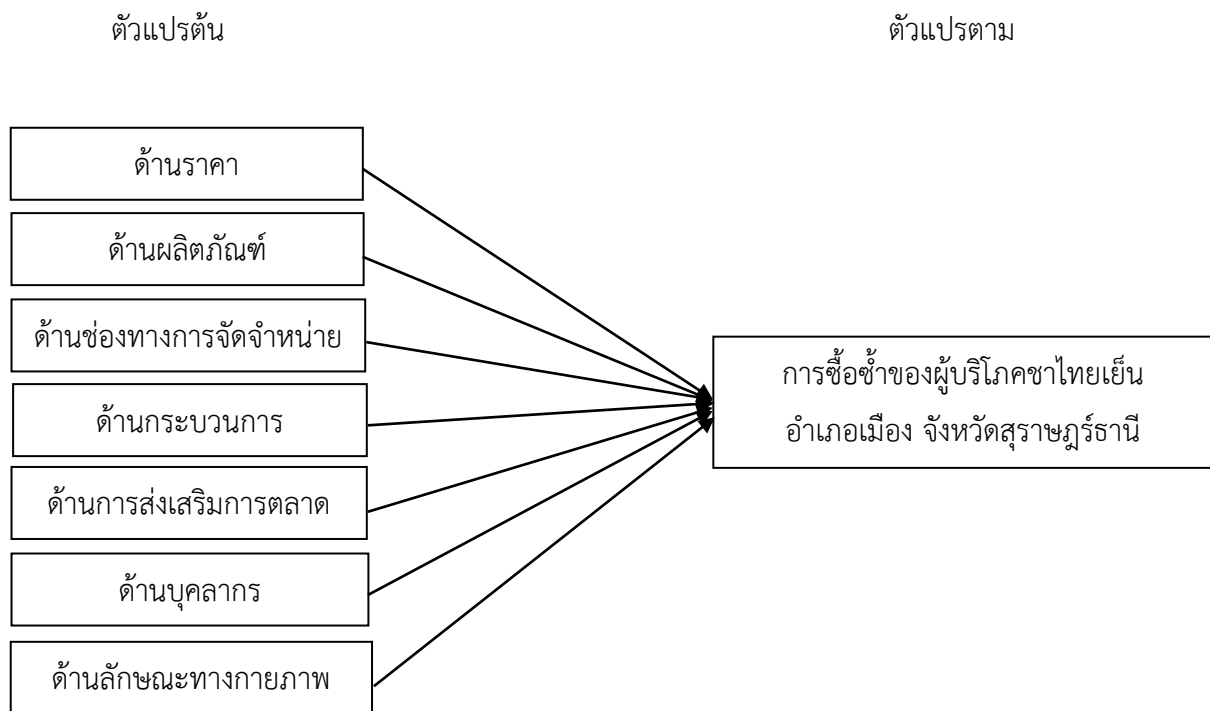 ตัวแปรต้น
ตัวแปรตาม
ด้านราคา
ด้านผลิตภัณฑ์
ด้านช่องทางการจัดจำหน่าย
ด้านกระบวนการ
ด้านการส่งเสริมการตลาด
ด้านบุคลากร
ด้านลักษณะทางกายภาพ
การซื้อซ้ำของผู้บริโภคชาไทยเย็น
อำเภอเมือง จังหวัดสุราษฎร์ธานี